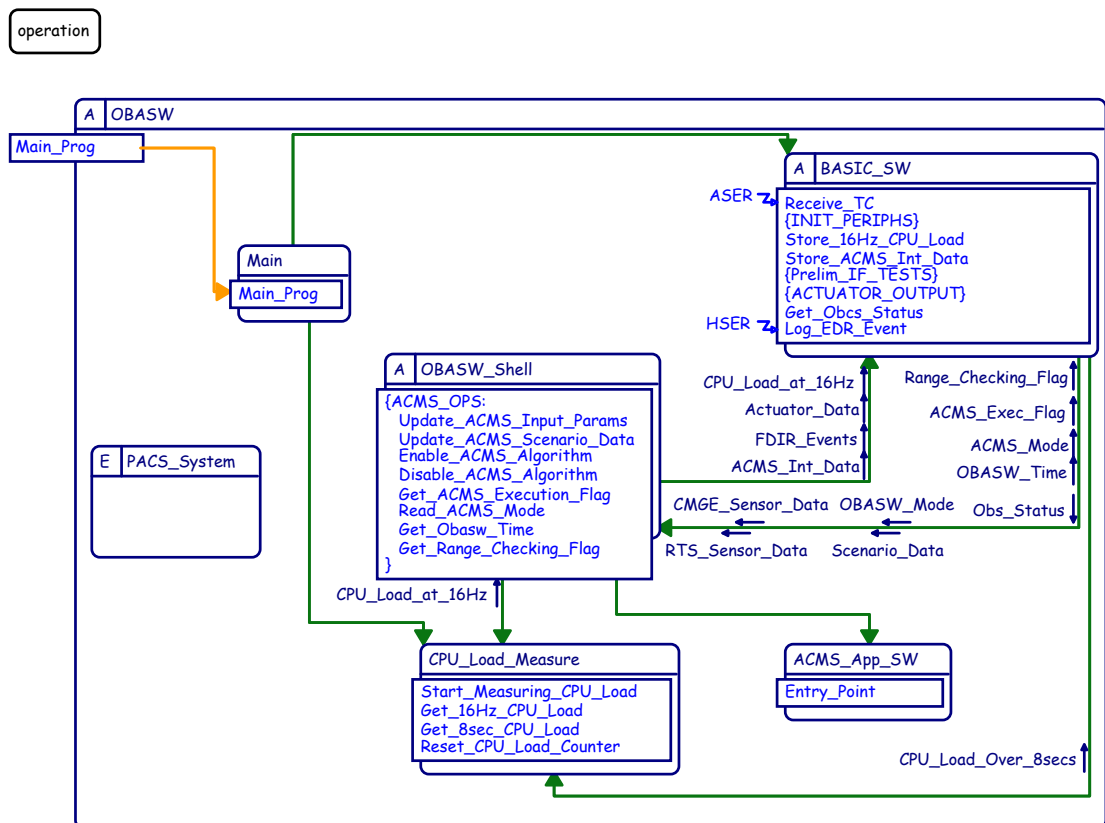 operation
A OBASW
Main_Prog
A BASIC_SW
ASER
Receive_TC
{INIT_PERIPHS}
Store_16Hz_CPU_Load
Store_ACMS_Int_Data
{Prelim_IF_TESTS}
{ACTUATOR_OUTPUT}
Get_Obcs_Status
HSER
Log_EDR_Event
Main
Main_Prog
A OBASW_Shell
{ACMS_OPS:
Update_ACMS_Input_Params
Update_ACMS_Scenario_Data
Enable_ACMS_Algorithm
Disable_ACMS_Algorithm
Get_ACMS_Execution_Flag
Read_ACMS_Mode
Get_Obasw_Time
Get_Range_Checking_Flag
}
CPU_Load_at_16Hz
Actuator_Data
FDIR_Events
ACMS_Int_Data
Range_Checking_Flag
ACMS_Exec_Flag
ACMS_Mode
OBASW_Time
Obs_Status
CMGE_Sensor_Data
OBASW_Mode
RTS_Sensor_Data
Scenario_Data
E PACS_System
CPU_Load_at_16Hz
CPU_Load_Measure
Start_Measuring_CPU_Load
Get_16Hz_CPU_Load
Get_8sec_CPU_Load
Reset_CPU_Load_Counter
ACMS_App_SW
Entry_Point
CPU_Load_Over_8secs